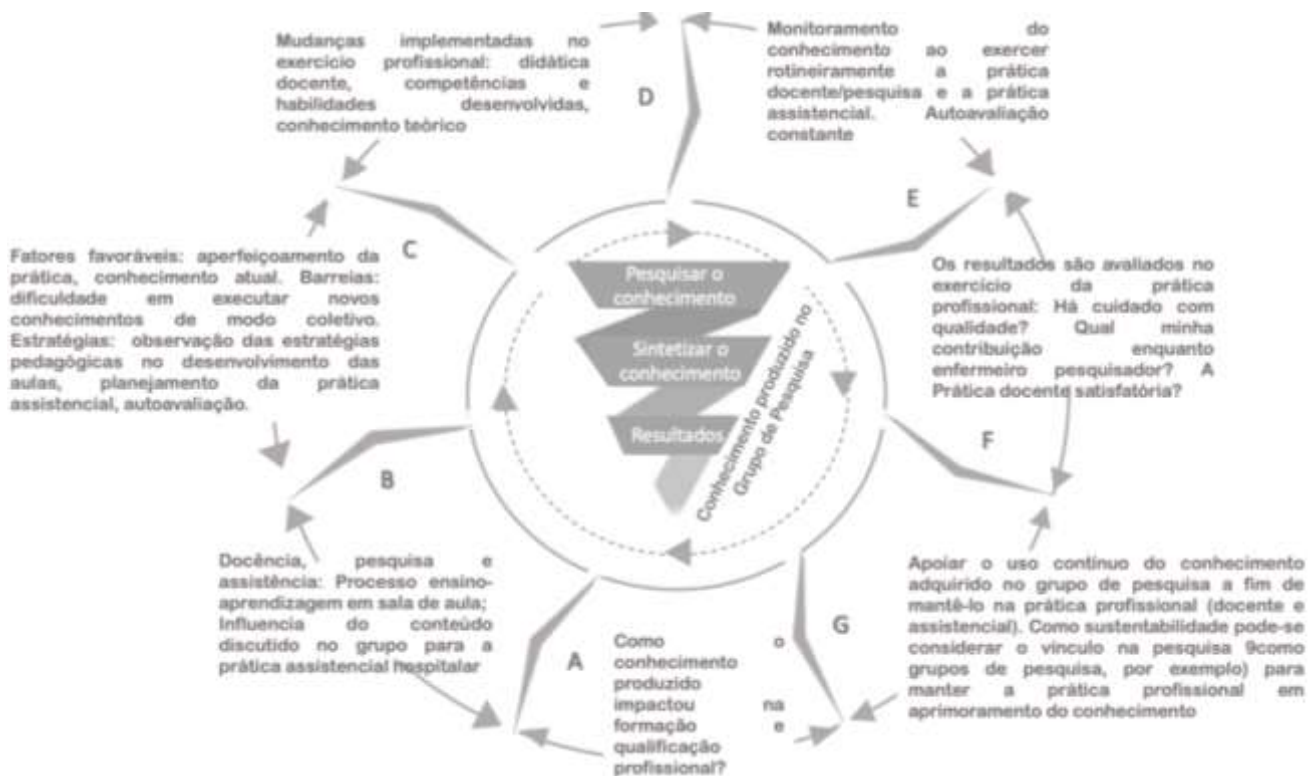 Mudanças implementadas no
exercício profissional: didática
docente, competências e
habilidades desenvolvidas,
conhecimento teórico
D
Monitoramento do
conhecimento ao exercer
rotineiramente a prática
docente/pesquisa e a prática
assistencial. Autoavaliação
constante
C
E
Fatores favoráveis: aperfeiçoamento da
prática, conhecimento atual. Barreias:
dificuldade em executar novos
conhecimentos de modo coletivo.
Estratégias: observação das estratégias
pedagógicas no desenvolvimento das
aulas, planejamento da prática
assistencial, autoavaliação.
Pesquisar o
conhecimento
Sintetizar o
conhecimento
Resultados
Conhecimento produzido no
Grupo de Pesquisa
Os resultados são avaliados no
exercício da prática
profissional: Há cuidado com
qualidade? Qual minha
contribuição enquanto
enfermeiro pesquisador? A
Prática docente satisfatória?
B
F
Docência, pesquisa e
assistência: Processo ensino-
aprendizagem em sala de aula;
Influencia do conteúdo
discutido no grupo para a
prática assistencial hospitalar
A
Como o
conhecimento
produzido
impactou na
formação e
qualificação
profissional?
G
Apoiar o uso contínuo do conhecimento
adquirido no grupo de pesquisa a fim de
mantê-lo na prática profissional (docente e
assistencial). Como sustentabilidade pode-se
considerar o vínculo na pesquisa 9como
grupos de pesquisa, por exemplo) para
manter a prática profissional em
aprimoramento do conhecimento